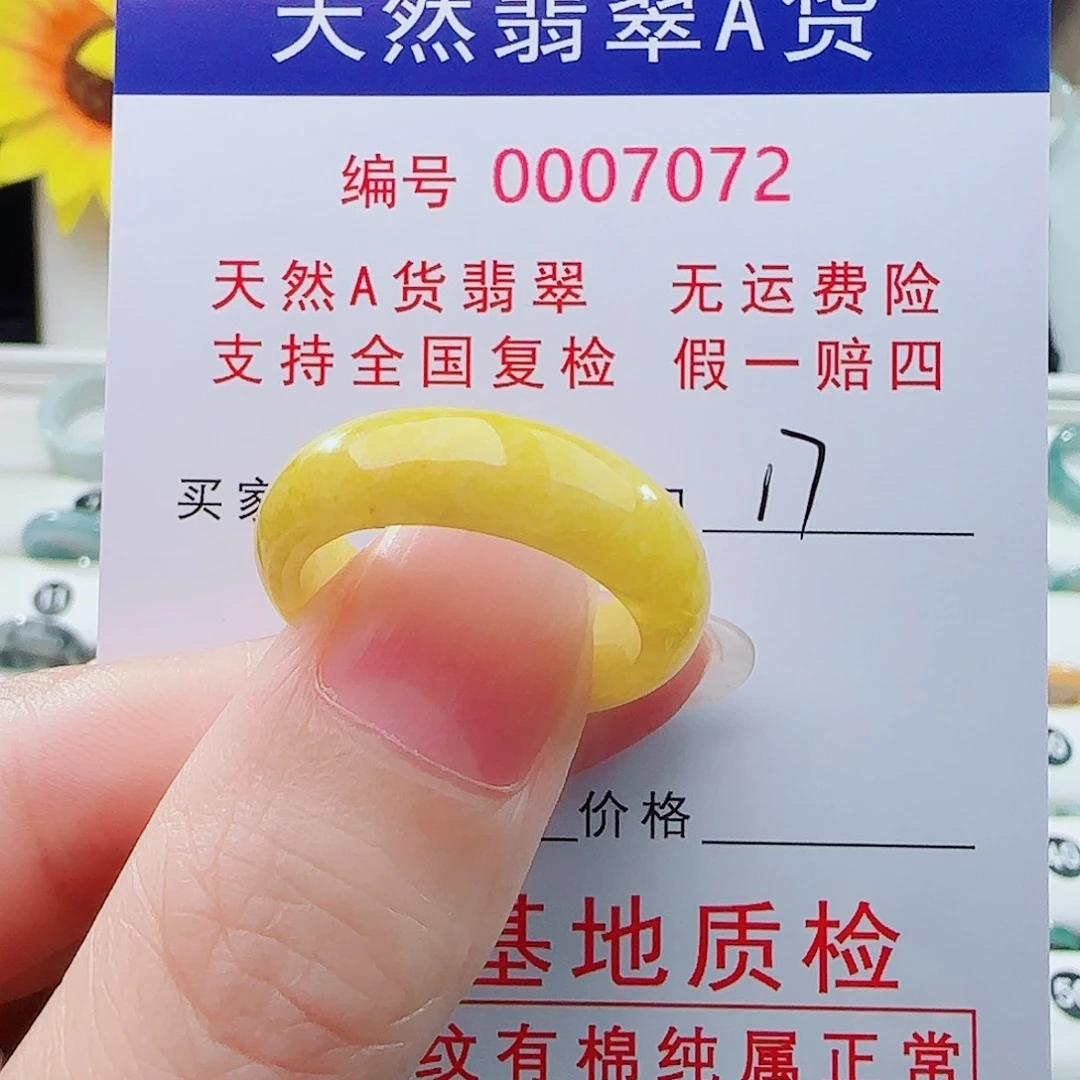 天然翡翠A货
编号 0007072
天然A货翡翠 无运费险
支持全国复检 假一赔四
买家 17
价格
基地质检
纹有棉纯属正常